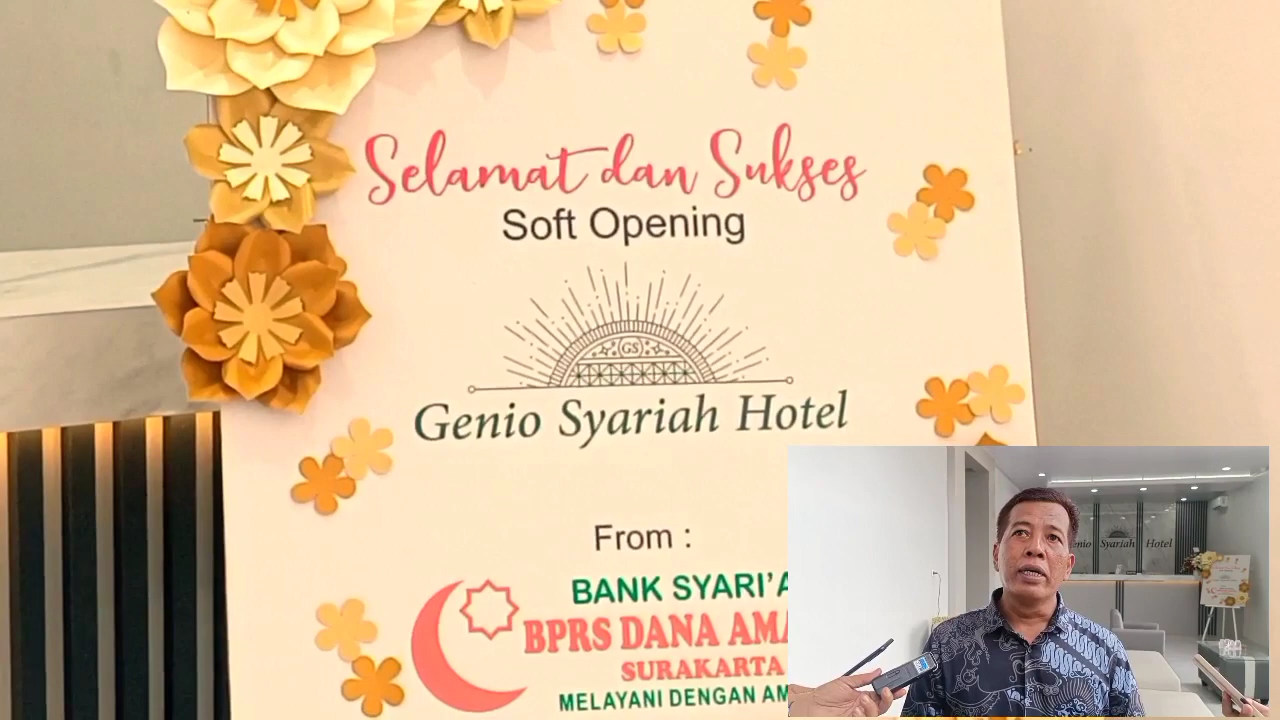 Selamat dan Sukses
Soft Opening
GS
Genio Syariah Hotel
From :
BANK SYARI'A
BPRS DANA AMA
SURAKARTA
MELAYANI DENGAN AM
Syariah Hotel